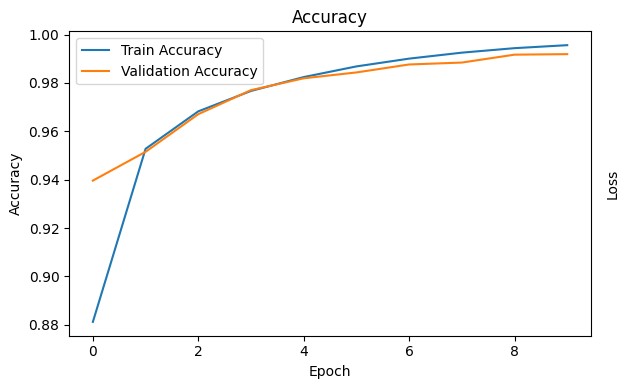 Accuracy
Train Accuracy
Validation Accuracy
1.00
0.98
0.96
0.94
0.92
0.90
0.88
Accuracy
0 2 4 6 8
Epoch
Loss